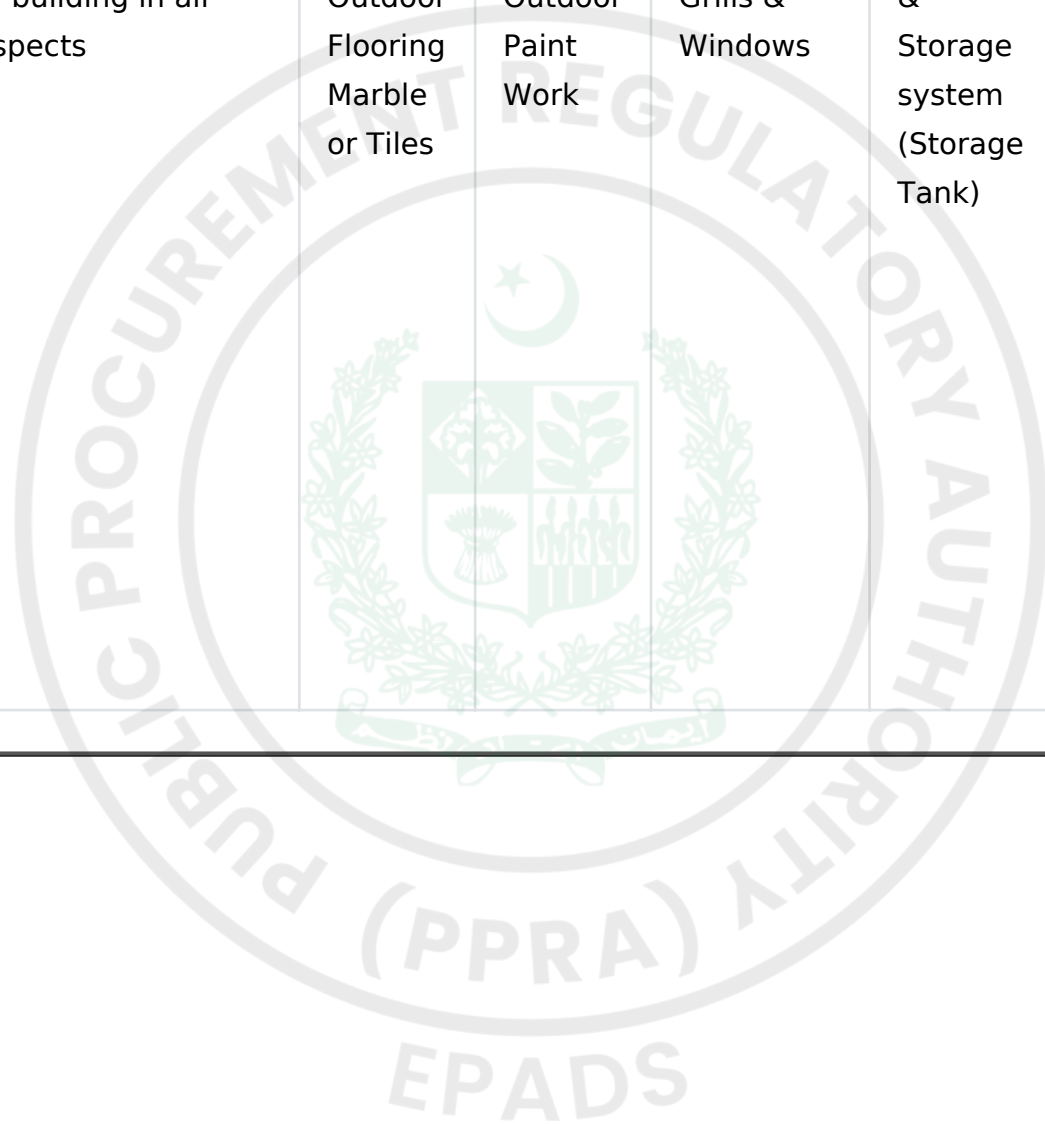 building in all
spects
Outdoor
Flooring
Marble
or Tiles
Outdoor
Paint
Work
Grills &
Windows
&
Storage
system
(Storage
Tank)
PUBLIC PROCUREMENT REGULATORY AUTHORITY
(PPRA)
EPADS